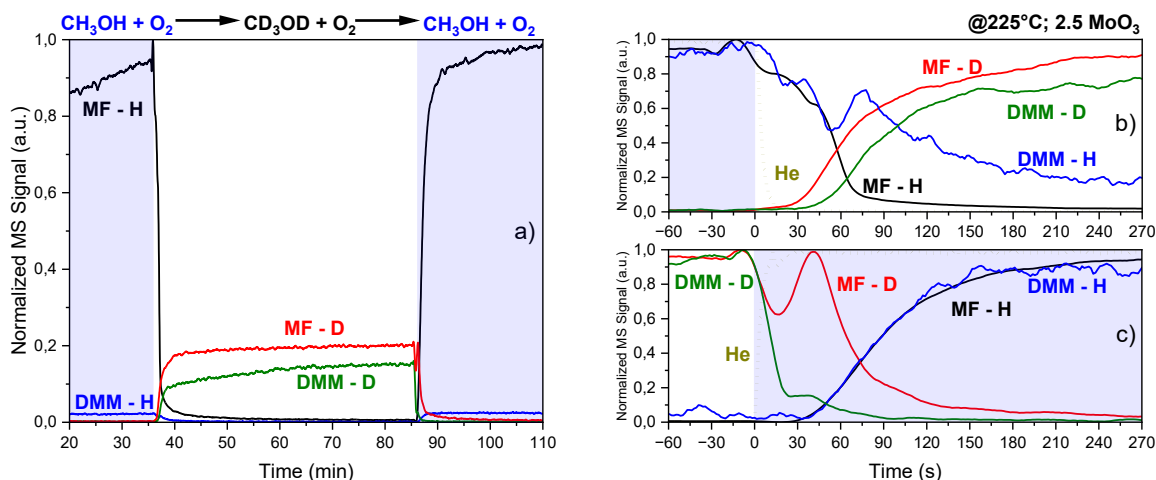 CH₃OH + O₂ → CD₃OD + O₂ → CH₃OH + O₂
Normalized MS Signal (a.u.)
1,0
0,8
0,6
0,4
0,2
0,0
MF - H
a)
MF - D
DMM - D
DMM - H
20 30 40 50 60 70 80 90 100 110
Time (min)
@225°C; 2.5 MoO₃
Normalized MS Signal (a.u.)
1,0
0,8
0,6
0,4
0,2
0,0
MF - D
DMM - D
b)
He
DMM - H
MF - H
−60 −30 0 30 60 90 120 150 180 210 240 270
Normalized MS Signal (a.u.)
1,0
0,8
0,6
0,4
0,2
0,0
DMM - D
MF - D
DMM - H
MF - H
He
c)
−60 −30 0 30 60 90 120 150 180 210 240 270
Time (s)